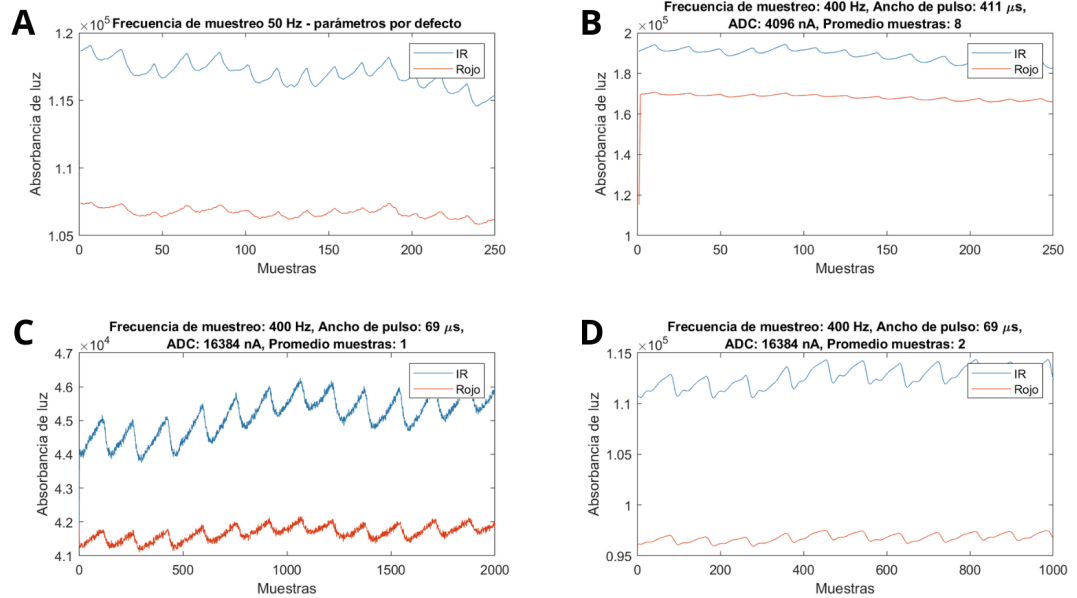 A
Frecuencia de muestreo 50 Hz - parámetros por defecto
×10⁵
1.2
1.15
1.1
1.05
0
50
100
150
200
250
Absorbancia de luz
Muestras
IR
Rojo
B
Frecuencia de muestreo: 400 Hz, Ancho de pulso: 411 μs,
ADC: 4096 nA, Promedio muestras: 8
×10⁵
2
1.8
1.6
1.4
1.2
1
0
50
100
150
200
250
Absorbancia de luz
Muestras
IR
Rojo
C
Frecuencia de muestreo: 400 Hz, Ancho de pulso: 69 μs,
ADC: 16384 nA, Promedio muestras: 1
×10⁴
4.7
4.6
4.5
4.4
4.3
4.2
4.1
0
500
1000
1500
2000
Absorbancia de luz
Muestras
IR
Rojo
D
Frecuencia de muestreo: 400 Hz, Ancho de pulso: 69 μs,
ADC: 16384 nA, Promedio muestras: 2
×10⁵
1.15
1.1
1.05
1
0.95
0
200
400
600
800
1000
Absorbancia de luz
Muestras
IR
Rojo